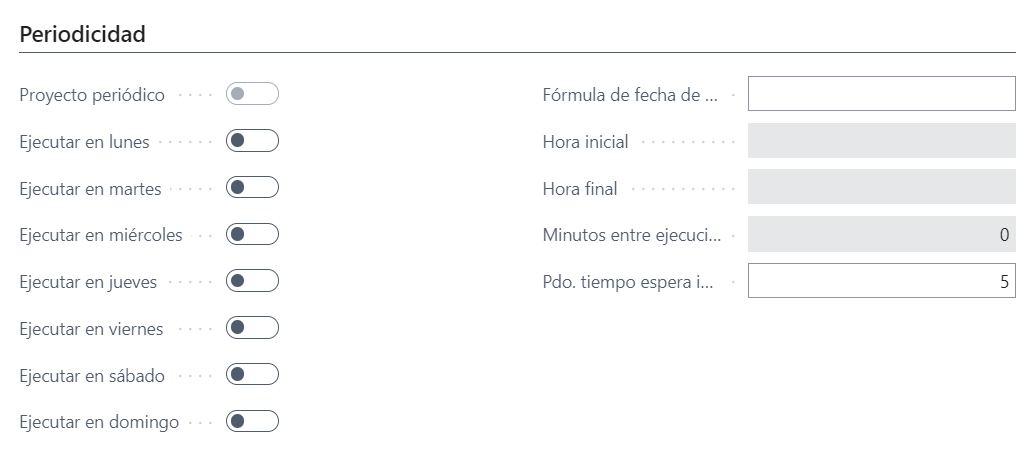 Periodicidad
Proyecto periódico
Ejecutar en lunes
Ejecutar en martes
Ejecutar en miércoles
Ejecutar en jueves
Ejecutar en viernes
Ejecutar en sábado
Ejecutar en domingo
Fórmula de fecha de ...
Hora inicial
Hora final
Minutos entre ejecuci... 0
Pdo. tiempo espera i... 5